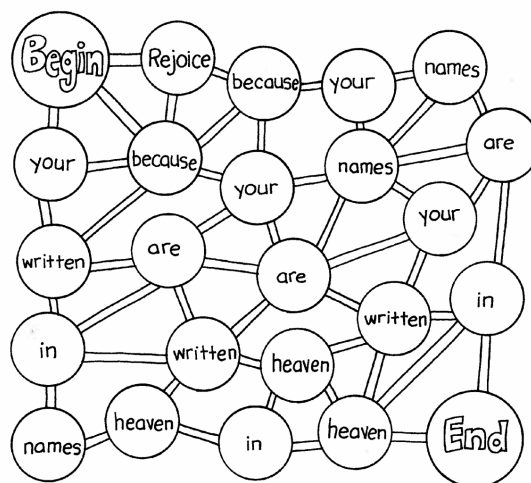 Begin
Rejoice
because
your
names
your
because
your
names
are
written
are
are
your
in
in
written
heaven
written
names
heaven
in
heaven
End